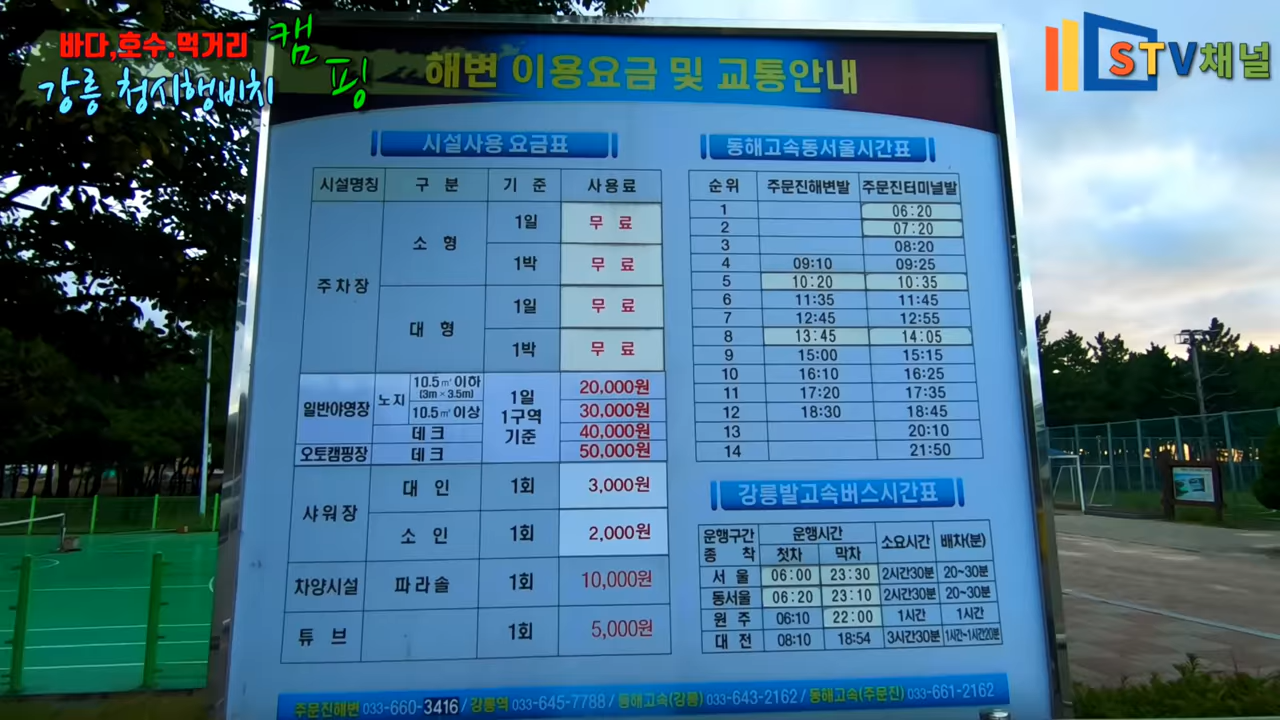 바다,호수.먹거리
캠핑
강릉 청시행비치
STV채널
해변 이용요금 및 교통안내
시설사용 요금표
시설명칭 구 분 기 준 사용료
주차장 소 형 1일 무 료
1박 무 료
대 형 1일 무 료
1박 무 료
일반야영장 노지 10.5㎡이하 (3m×3.5m) 1일 1구역 기준 20,000원
10.5㎡이상 30,000원
데 크 40,000원
오토캠핑장 데 크 50,000원
샤워장 대 인 1회 3,000원
소 인 1회 2,000원
차양시설 파라솔 1회 10,000원
튜 브 1회 5,000원
동해고속동서울시간표
순 위 주문진해변발 주문진터미널발
1 06:20
2 07:20
3 08:20
4 09:10 09:25
5 10:20 10:35
6 11:35 11:45
7 12:45 12:55
8 13:45 14:05
9 15:00 15:15
10 16:10 16:25
11 17:20 17:35
12 18:30 18:45
13 20:10
14 21:50
강릉발고속버스시간표
운행구간 운행시간 소요시간 배차(분)
종 착 첫차 막차
서 울 06:00 23:30 2시간30분 20~30분
동서울 06:20 23:10 2시간30분 20~30분
원 주 06:10 22:00 1시간 1시간
대 전 08:10 18:54 3시간30분 1시간~1시간20분
주문진해변 033-660-3416 / 강릉역 033-645-7788 / 동해고속(강릉) 033-643-2162 / 동해고속(주문진) 033-661-2162